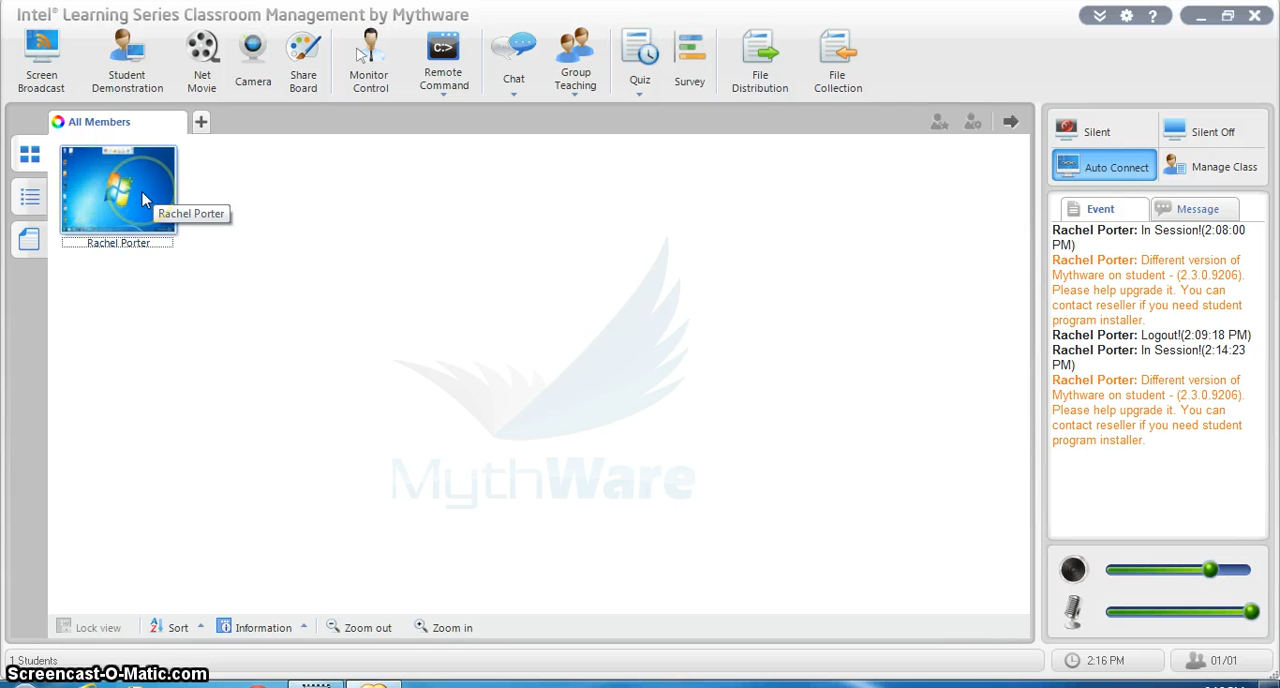 Intel® Learning Series Classroom Management by Mythware
Screen
Broadcast
Student
Demonstration
Net
Movie
Camera
Share
Board
Monitor
Control
C:>
Remote
Command
Chat
Group
Teaching
Quiz
Survey
File
Distribution
File
Collection
All Members
Rachel Porter
Rachel Porter
MythWare
Silent
Silent Off
Auto Connect
Manage Class
Event
Message
Rachel Porter: In Session!(2:08:00
PM)
Rachel Porter: Different version of
Mythware on student - (2.3.0.9206).
Please help upgrade it. You can
contact reseller if you need student
program installer.
Rachel Porter: Logout!(2:09:18 PM)
Rachel Porter: In Session!(2:14:23
PM)
Rachel Porter: Different version of
Mythware on student - (2.3.0.9206).
Please help upgrade it. You can
contact reseller if you need student
program installer.
Lock view
Sort
Information
Zoom out
Zoom in
1 Students
2:16 PM
01/01
Screencast-O-Matic.com